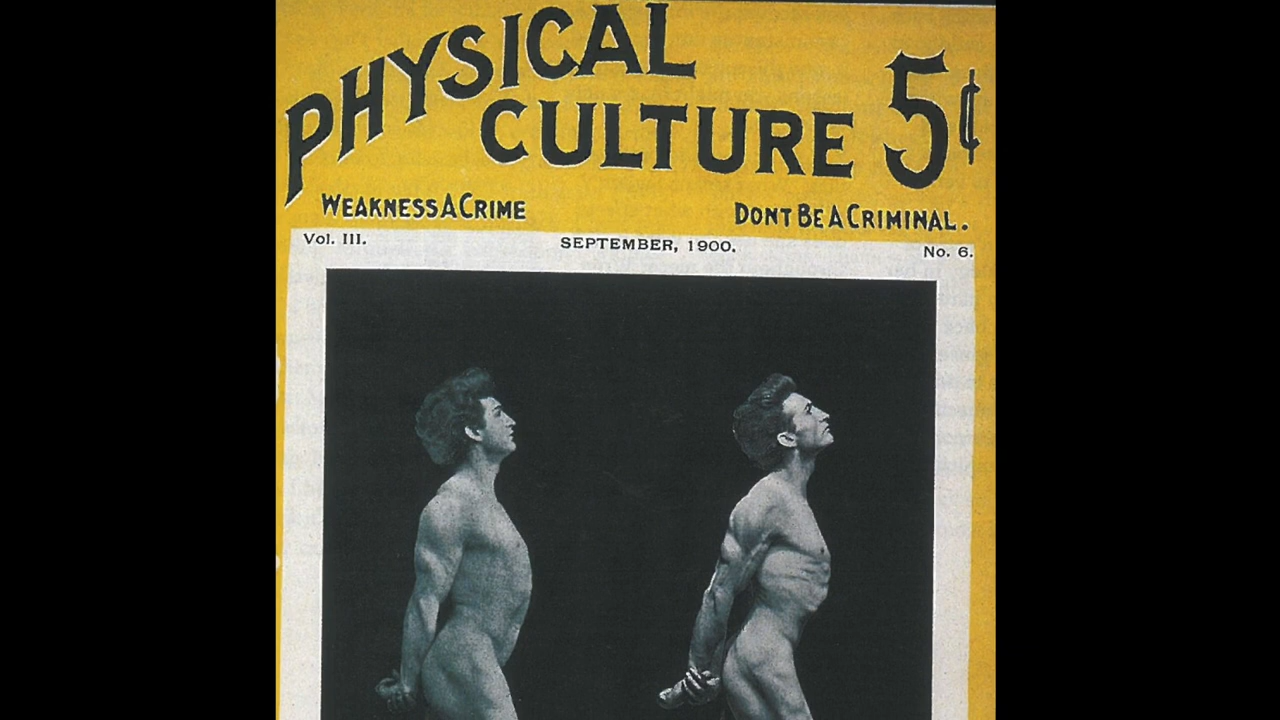 PHYSICAL
CULTURE 5¢
WEAKNESS A CRIME DONT BE A CRIMINAL.
Vol. III. SEPTEMBER, 1900. No. 6.